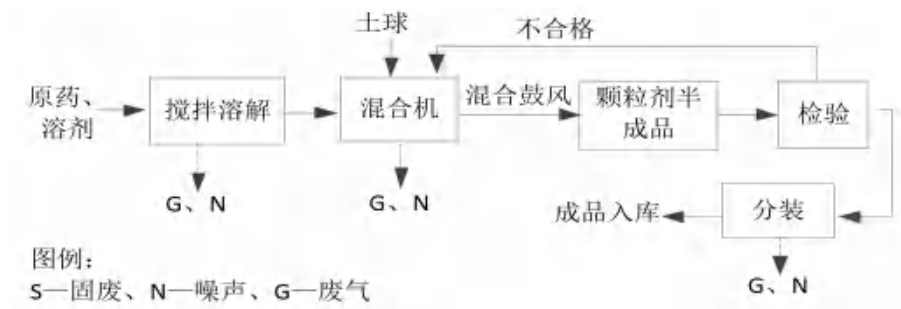 土球
不合格
原药、
溶剂
搅拌溶解
混合机
混合鼓风
颗粒剂半
成品
检验
G、N
G、N
成品入库
分装
G、N
图例：
S—固废、N—噪声、G—废气